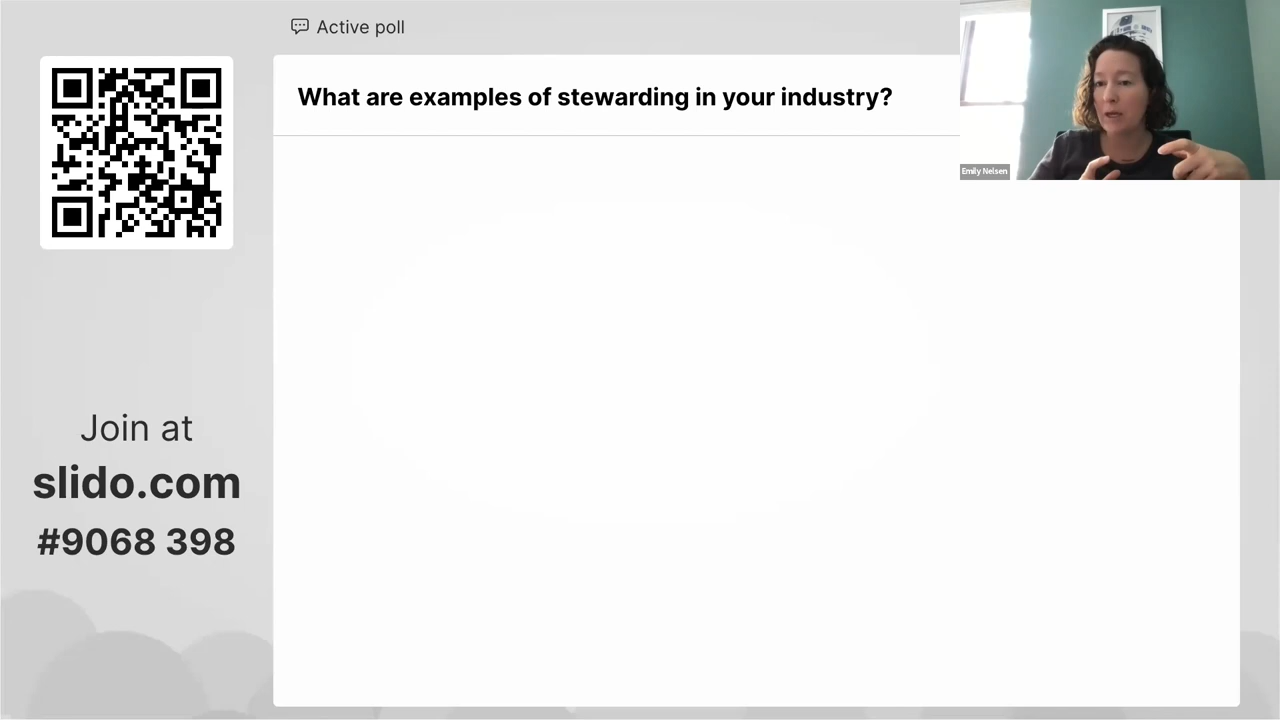 Active poll
What are examples of stewarding in your industry?
Emily Nelsen
Join at
slido.com
#9068 398